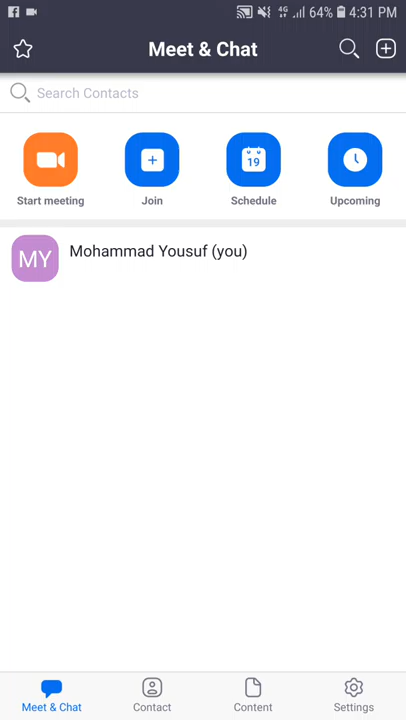 64% 4:31 PM
Meet & Chat
Search Contacts
19
Start meeting
Join
Schedule
Upcoming
MY
Mohammad Yousuf (you)
Meet & Chat
Contact
Content
Settings